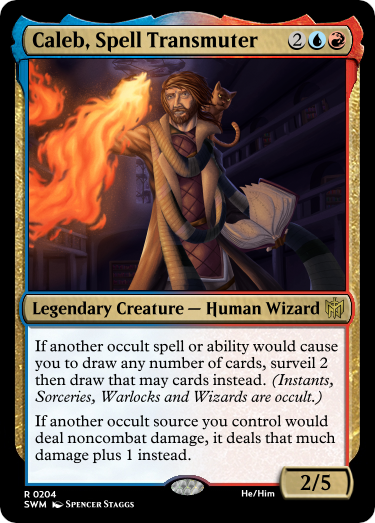 Caleb, Spell Transmuter 2
Legendary Creature — Human Wizard
If another occult spell or ability would cause
you to draw any number of cards, surveil 2
then draw that may cards instead. (Instants,
Sorceries, Warlocks and Wizards are occult.)
If another occult source you control would
deal noncombat damage, it deals that much
damage plus 1 instead.
2/5
R 0204 He/Him
SWM Spencer Staggs